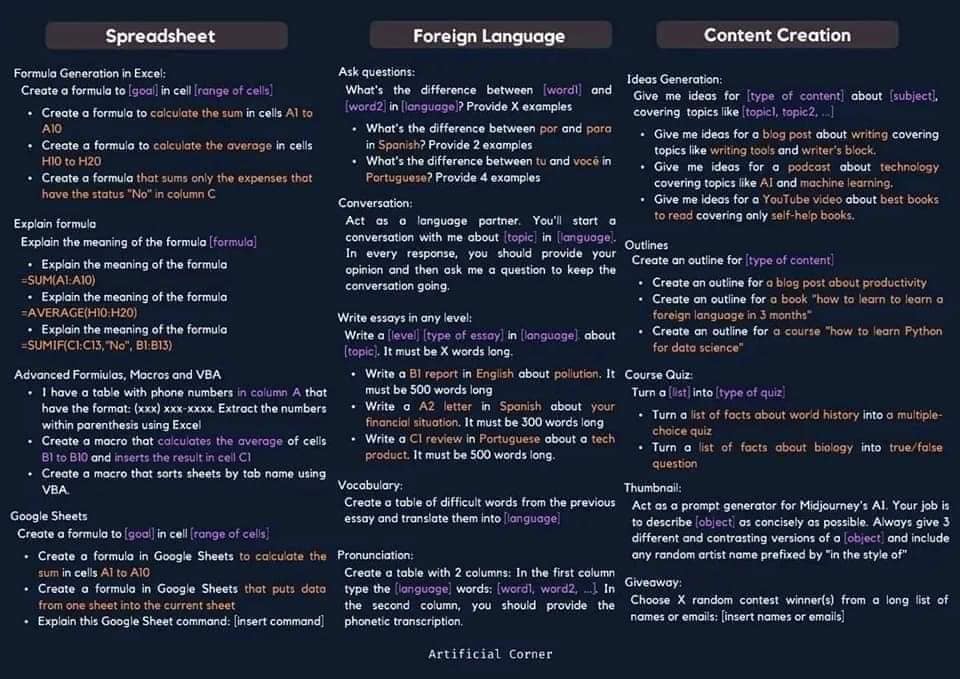 Spreadsheet
Formula Generation in Excel:
Create a formula to [goal] in cell [range of cells]
• Create a formula to calculate the sum in cells A1 to
A10
• Create a formula to calculate the average in cells
H10 to H20
• Create a formula that sums only the expenses that
have the status "No" in column C
Explain formula
Explain the meaning of the formula [formula]
• Explain the meaning of the formula
=SUM(A1:A10)
• Explain the meaning of the formula
=AVERAGE(H10:H20)
• Explain the meaning of the formula
=SUMIF(C1:C13,"No", B1:B13)
Advanced Formiulas, Macros and VBA
• I have a table with phone numbers in column A that
have the format: (xxx) xxx-xxxx. Extract the numbers
within parenthesis using Excel
• Create a macro that calculates the average of cells
B1 to B10 and inserts the result in cell C1
• Create a macro that sorts sheets by tab name using
VBA.
Google Sheets
Create a formula to [goal] in cell [range of cells]
• Create a formula in Google Sheets to calculate the
sum in cells A1 to A10
• Create a formula in Google Sheets that puts data
from one sheet into the current sheet
• Explain this Google Sheet command: [insert command]
Foreign Language
Ask questions:
What's the difference between [word1] and
[word2] in [language]? Provide X examples
• What's the difference between por and para
in Spanish? Provide 2 examples
• What's the difference between tu and você in
Portuguese? Provide 4 examples
Conversation:
Act as a language partner. You'll start a
conversation with me about [topic] in [language].
In every response, you should provide your
opinion and then ask me a question to keep the
conversation going.
Write essays in any level:
Write a [level] [type of essay] in [language] about
[topic]. It must be X words long.
• Write a B1 report in English about pollution. It
must be 500 words long
• Write a A2 letter in Spanish about your
financial situation. It must be 300 words long
• Write a C1 review in Portuguese about a tech
product. It must be 500 words long.
Vocabulary:
Create a table of difficult words from the previous
essay and translate them into [language]
Pronunciation:
Create a table with 2 columns: In the first column
type the [language] words: [word1, word2, ...]. In
the second column, you should provide the
phonetic transcription.
Content Creation
Ideas Generation:
Give me ideas for [type of content] about [subject],
covering topics like [topic1, topic2, ...]
• Give me ideas for a blog post about writing covering
topics like writing tools and writer's block.
• Give me ideas for a podcast about technology
covering topics like AI and machine learning.
• Give me ideas for a YouTube video about best books
to read covering only self-help books.
Outlines
Create an outline for [type of content]
• Create an outline for a blog post about productivity
• Create an outline for a book "how to learn to learn a
foreign language in 3 months"
• Create an outline for a course "how to learn Python
for data science"
Course Quiz:
Turn a [list] into [type of quiz]
• Turn a list of facts about world history into a multiple-
choice quiz
• Turn a list of facts about biology into true/false
question
Thumbnail:
Act as a prompt generator for Midjourney's AI. Your job is
to describe [object] as concisely as possible. Always give 3
different and contrasting versions of a [object] and include
any random artist name prefixed by "in the style of"
Giveaway:
Choose X random contest winner(s) from a long list of
names or emails: [insert names or emails]
Artificial Corner